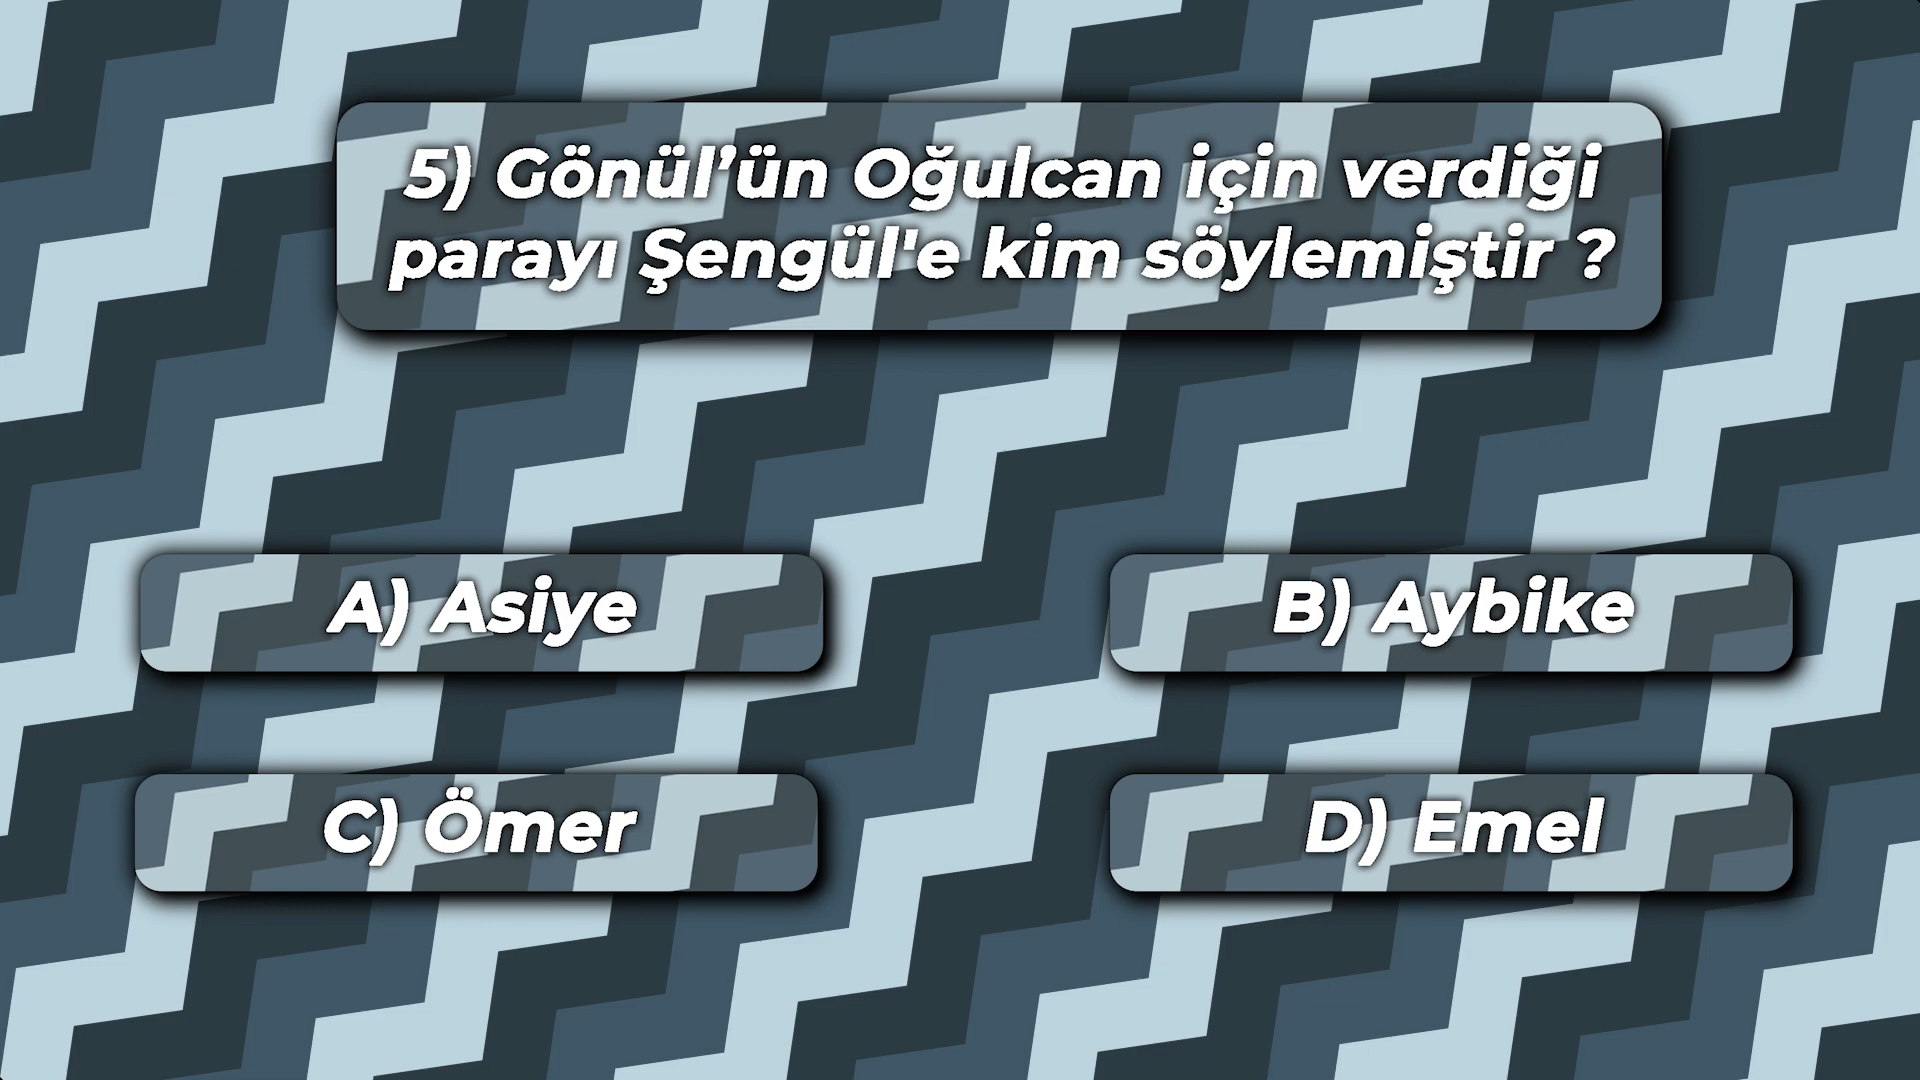 5) Gönül’ün Oğulcan için verdiği
parayı Şengül'e kim söylemiştir ?
A) Asiye
B) Aybike
C) Ömer
D) Emel